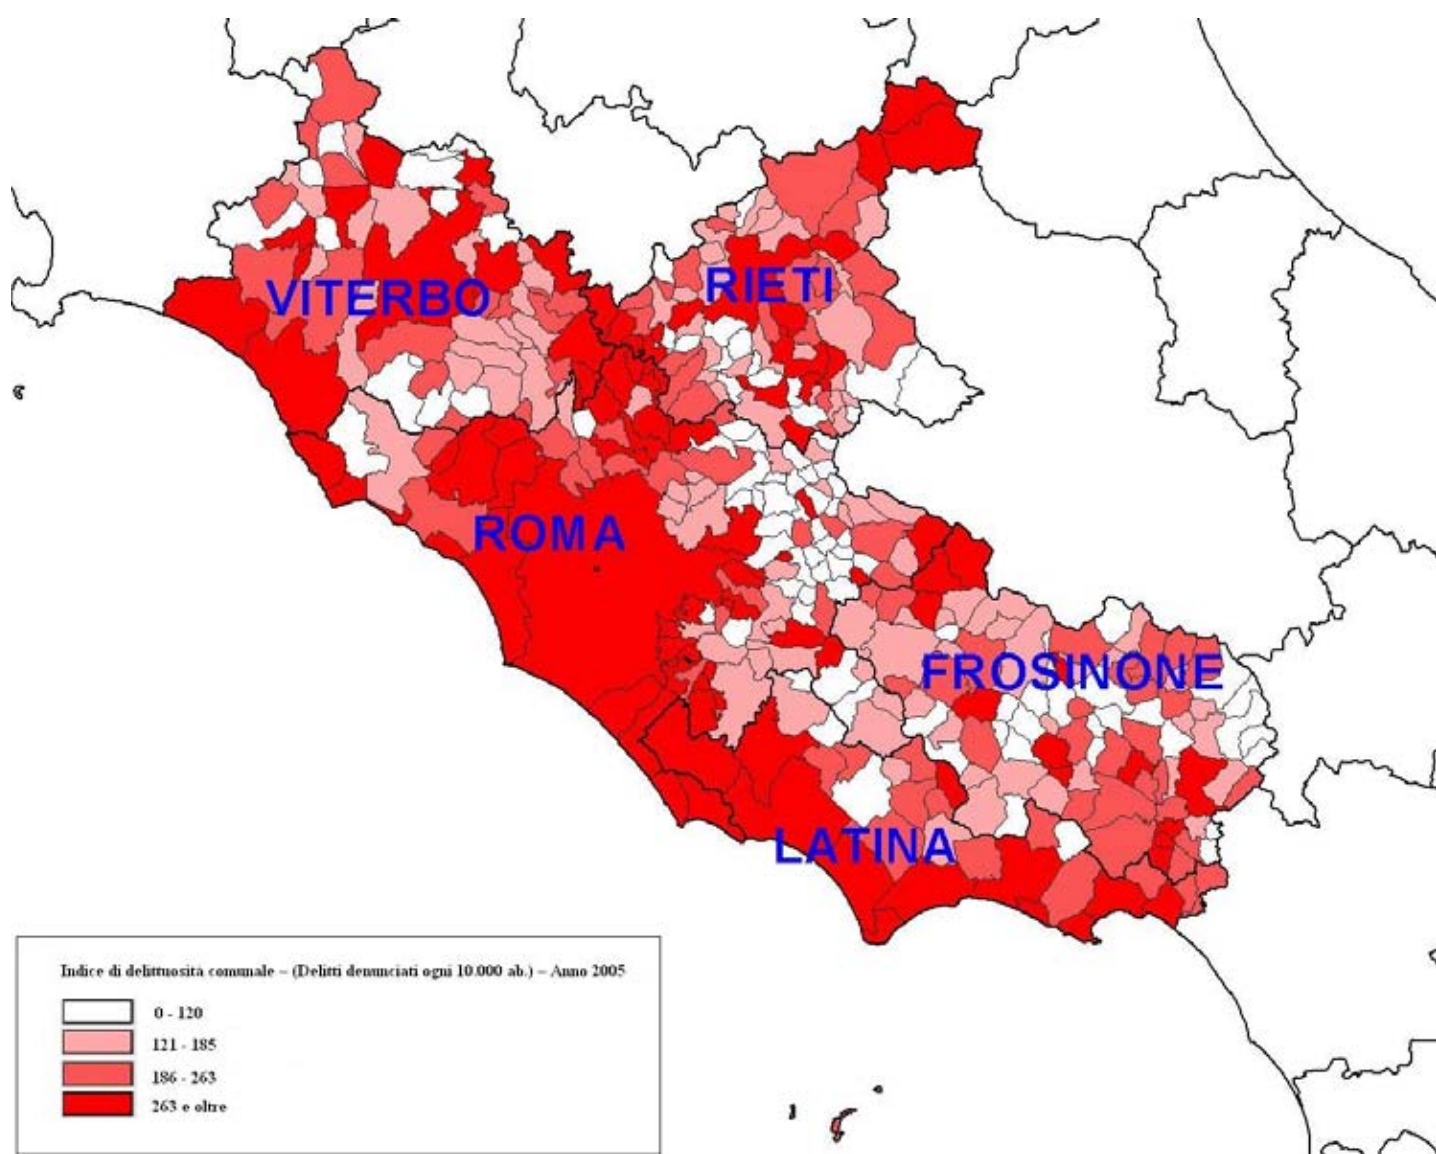 VITERBO
RIETI
ROMA
FROSINONE
LATINA
Indice di delittuosità comunale – (Delitti denunciati ogni 10.000 ab.) – Anno 2005
0 - 120
121 - 185
186 - 263
263 e oltre